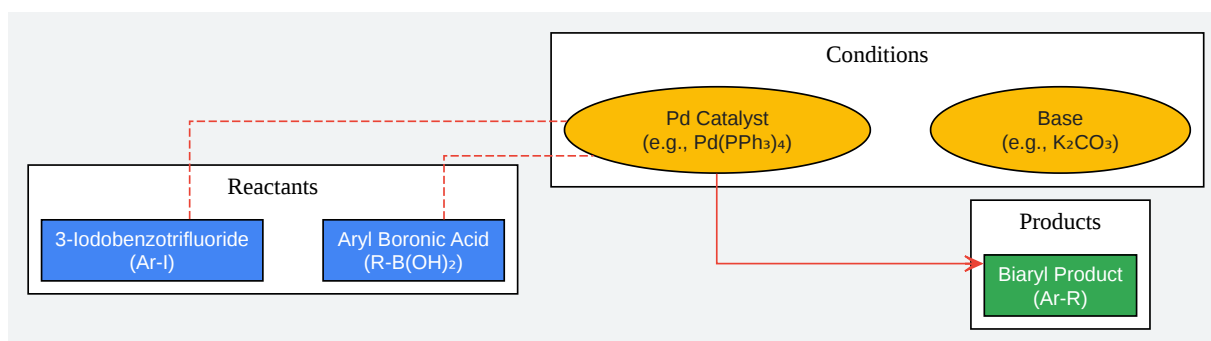 Conditions
Pd Catalyst
(e.g., Pd(PPh₃)₄)
Base
(e.g., K₂CO₃)
Reactants
3-Iodobenzotrifluoride
(Ar-I)
Aryl Boronic Acid
(R-B(OH)₂)
Products
Biaryl Product
(Ar-R)